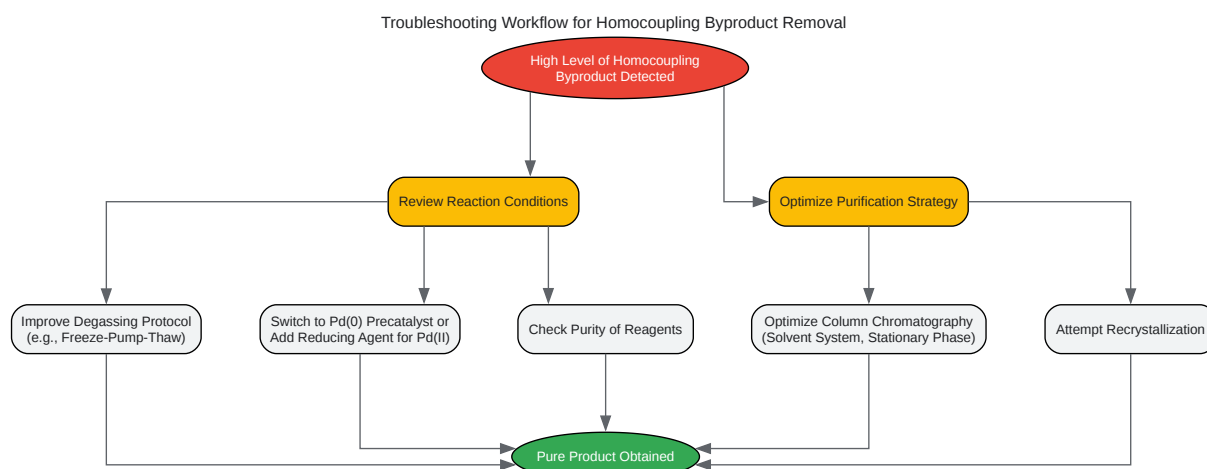 Troubleshooting Workflow for Homocoupling Byproduct Removal
High Level of Homocoupling
Byproduct Detected
Review Reaction Conditions
Optimize Purification Strategy
Improve Degassing Protocol
(e.g., Freeze-Pump-Thaw)
Switch to Pd(0) Precatalyst or
Add Reducing Agent for Pd(II)
Check Purity of Reagents
Optimize Column Chromatography
(Solvent System, Stationary Phase)
Attempt Recrystallization
Pure Product Obtained